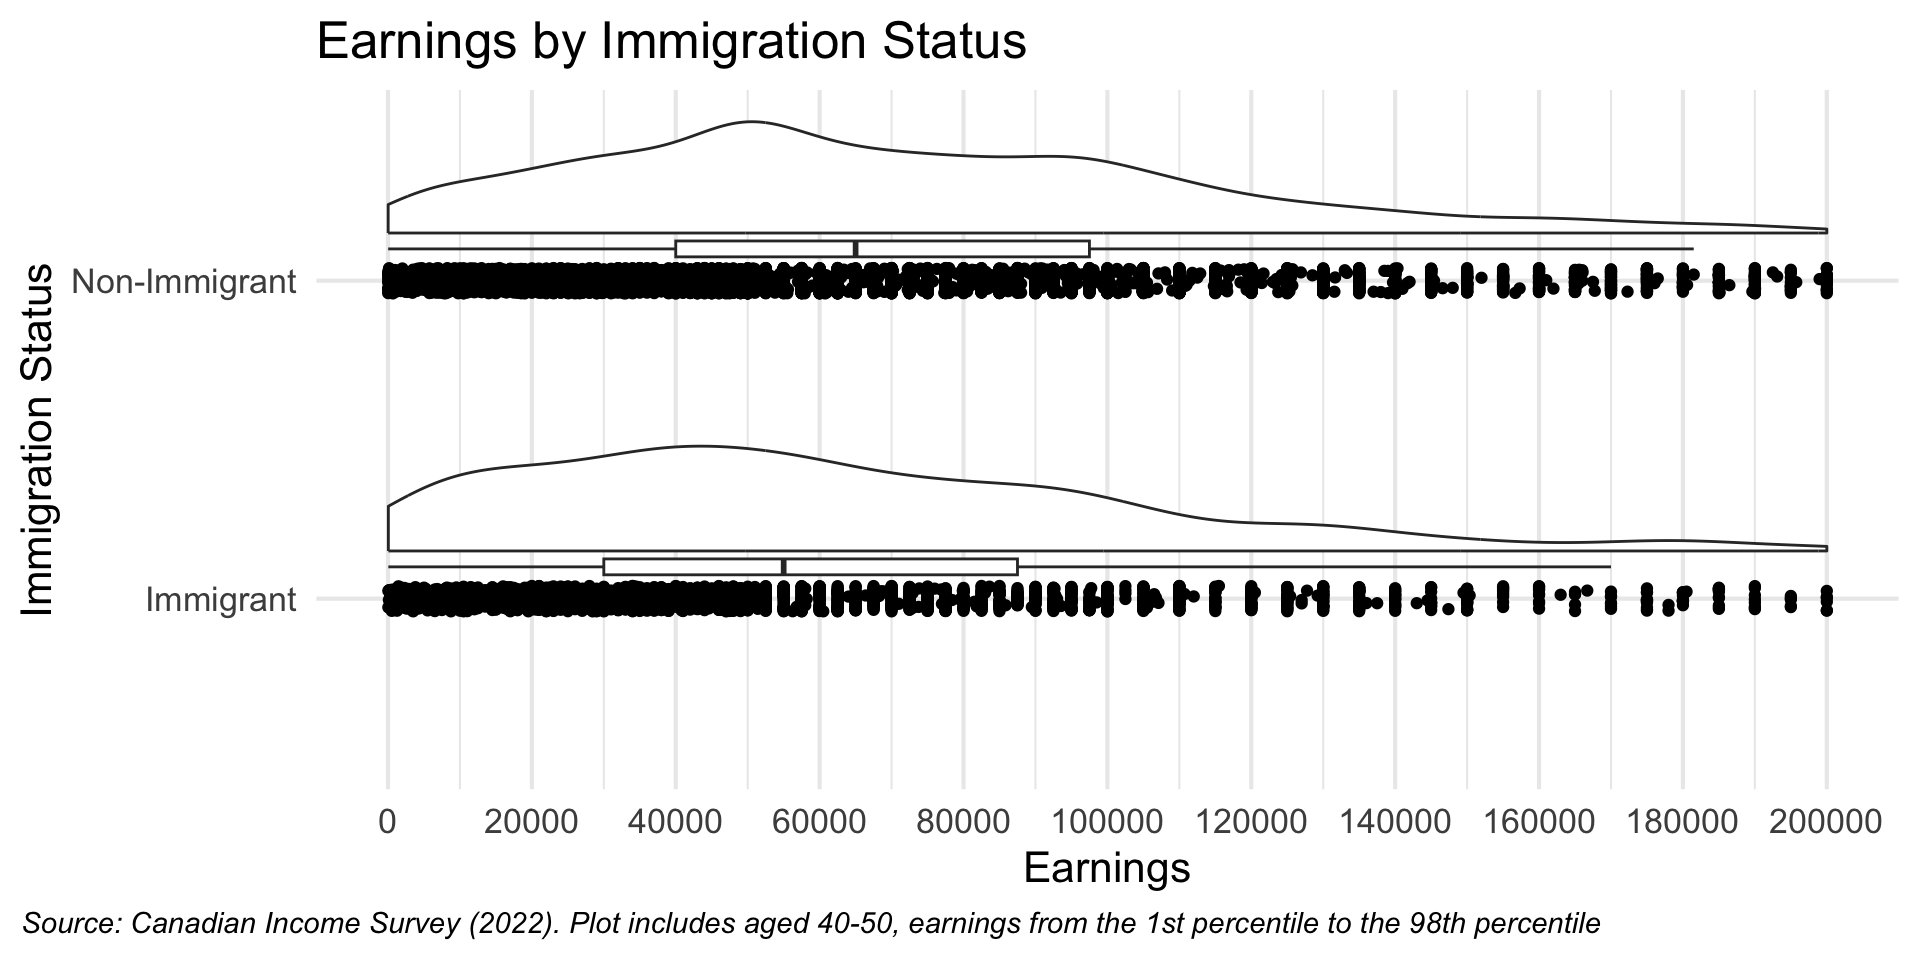 Earnings by Immigration Status
Immigration Status
Non-Immigrant
Immigrant
0 20000 40000 60000 80000 100000 120000 140000 160000 180000 200000
Earnings
Source: Canadian Income Survey (2022). Plot includes aged 40-50, earnings from the 1st percentile to the 98th percentile